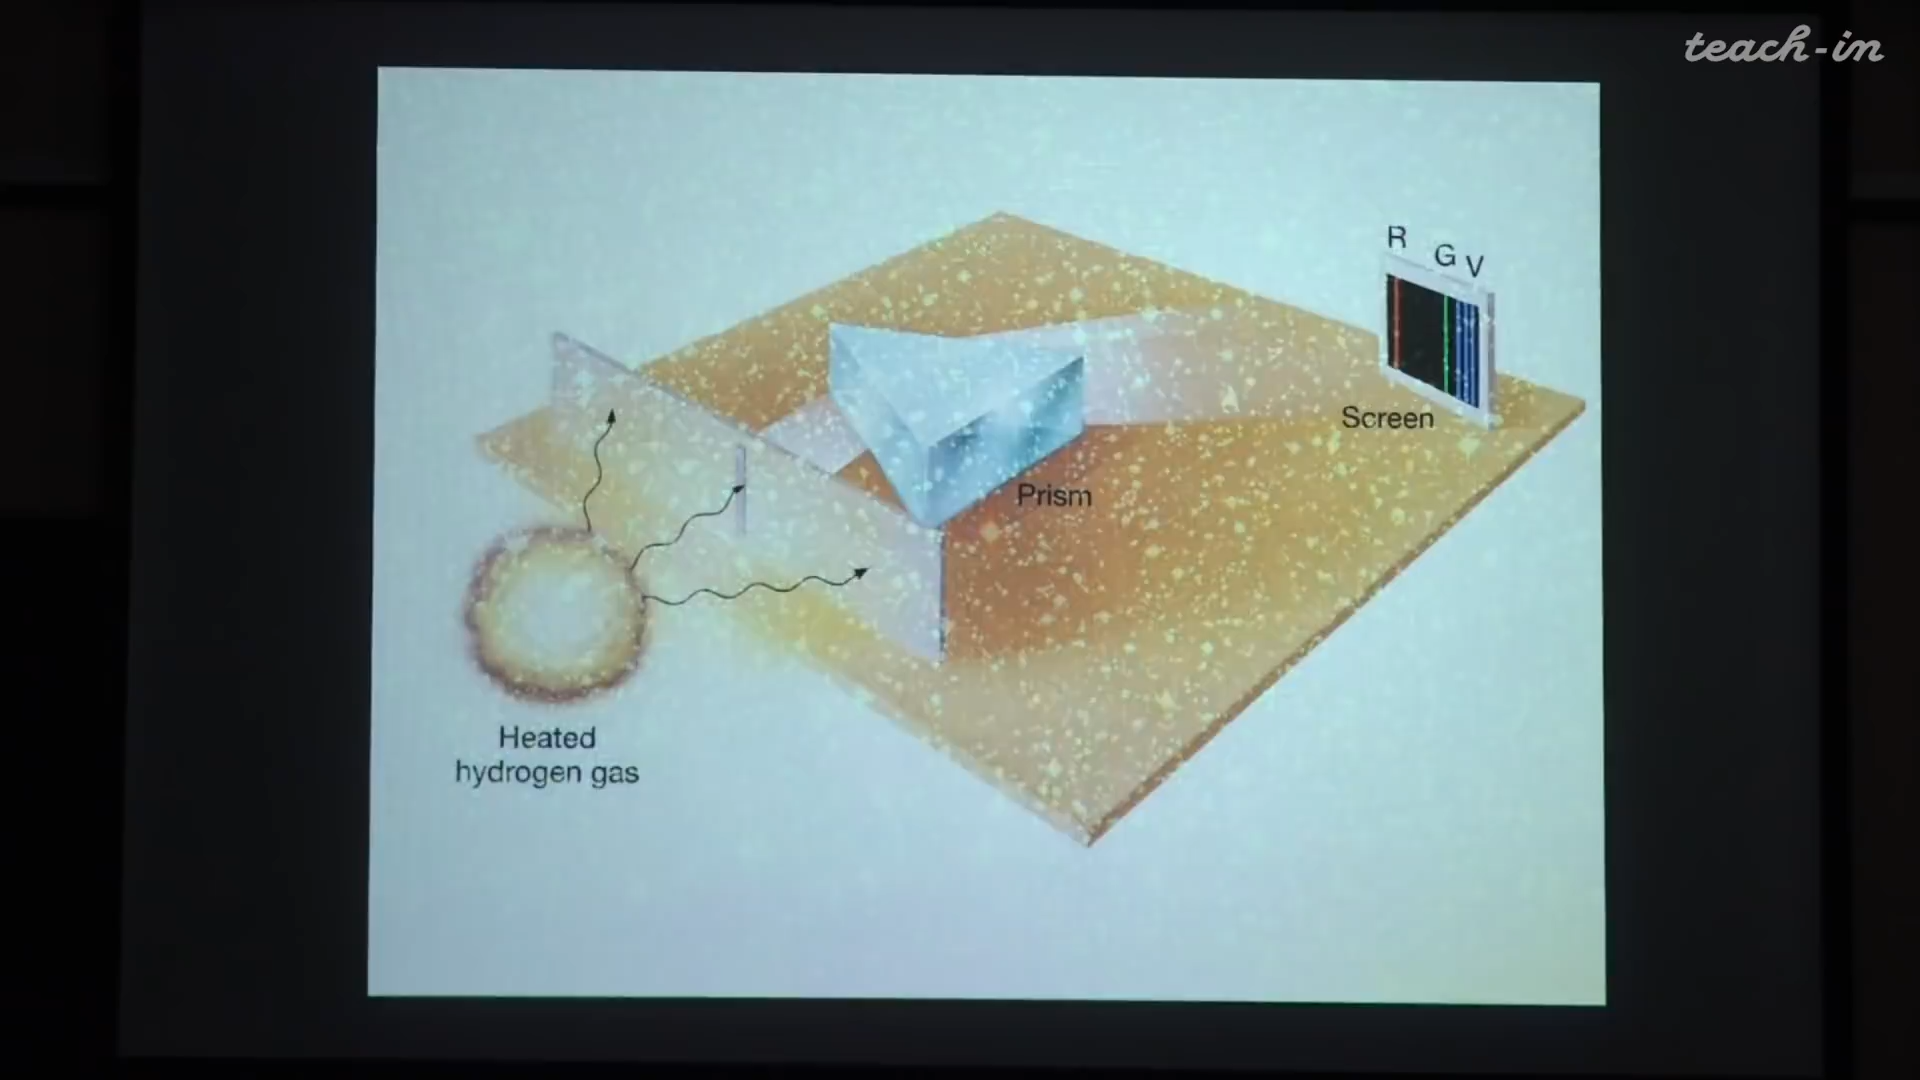 teach-in
R
G
V
Screen
Prism
Heated
hydrogen gas